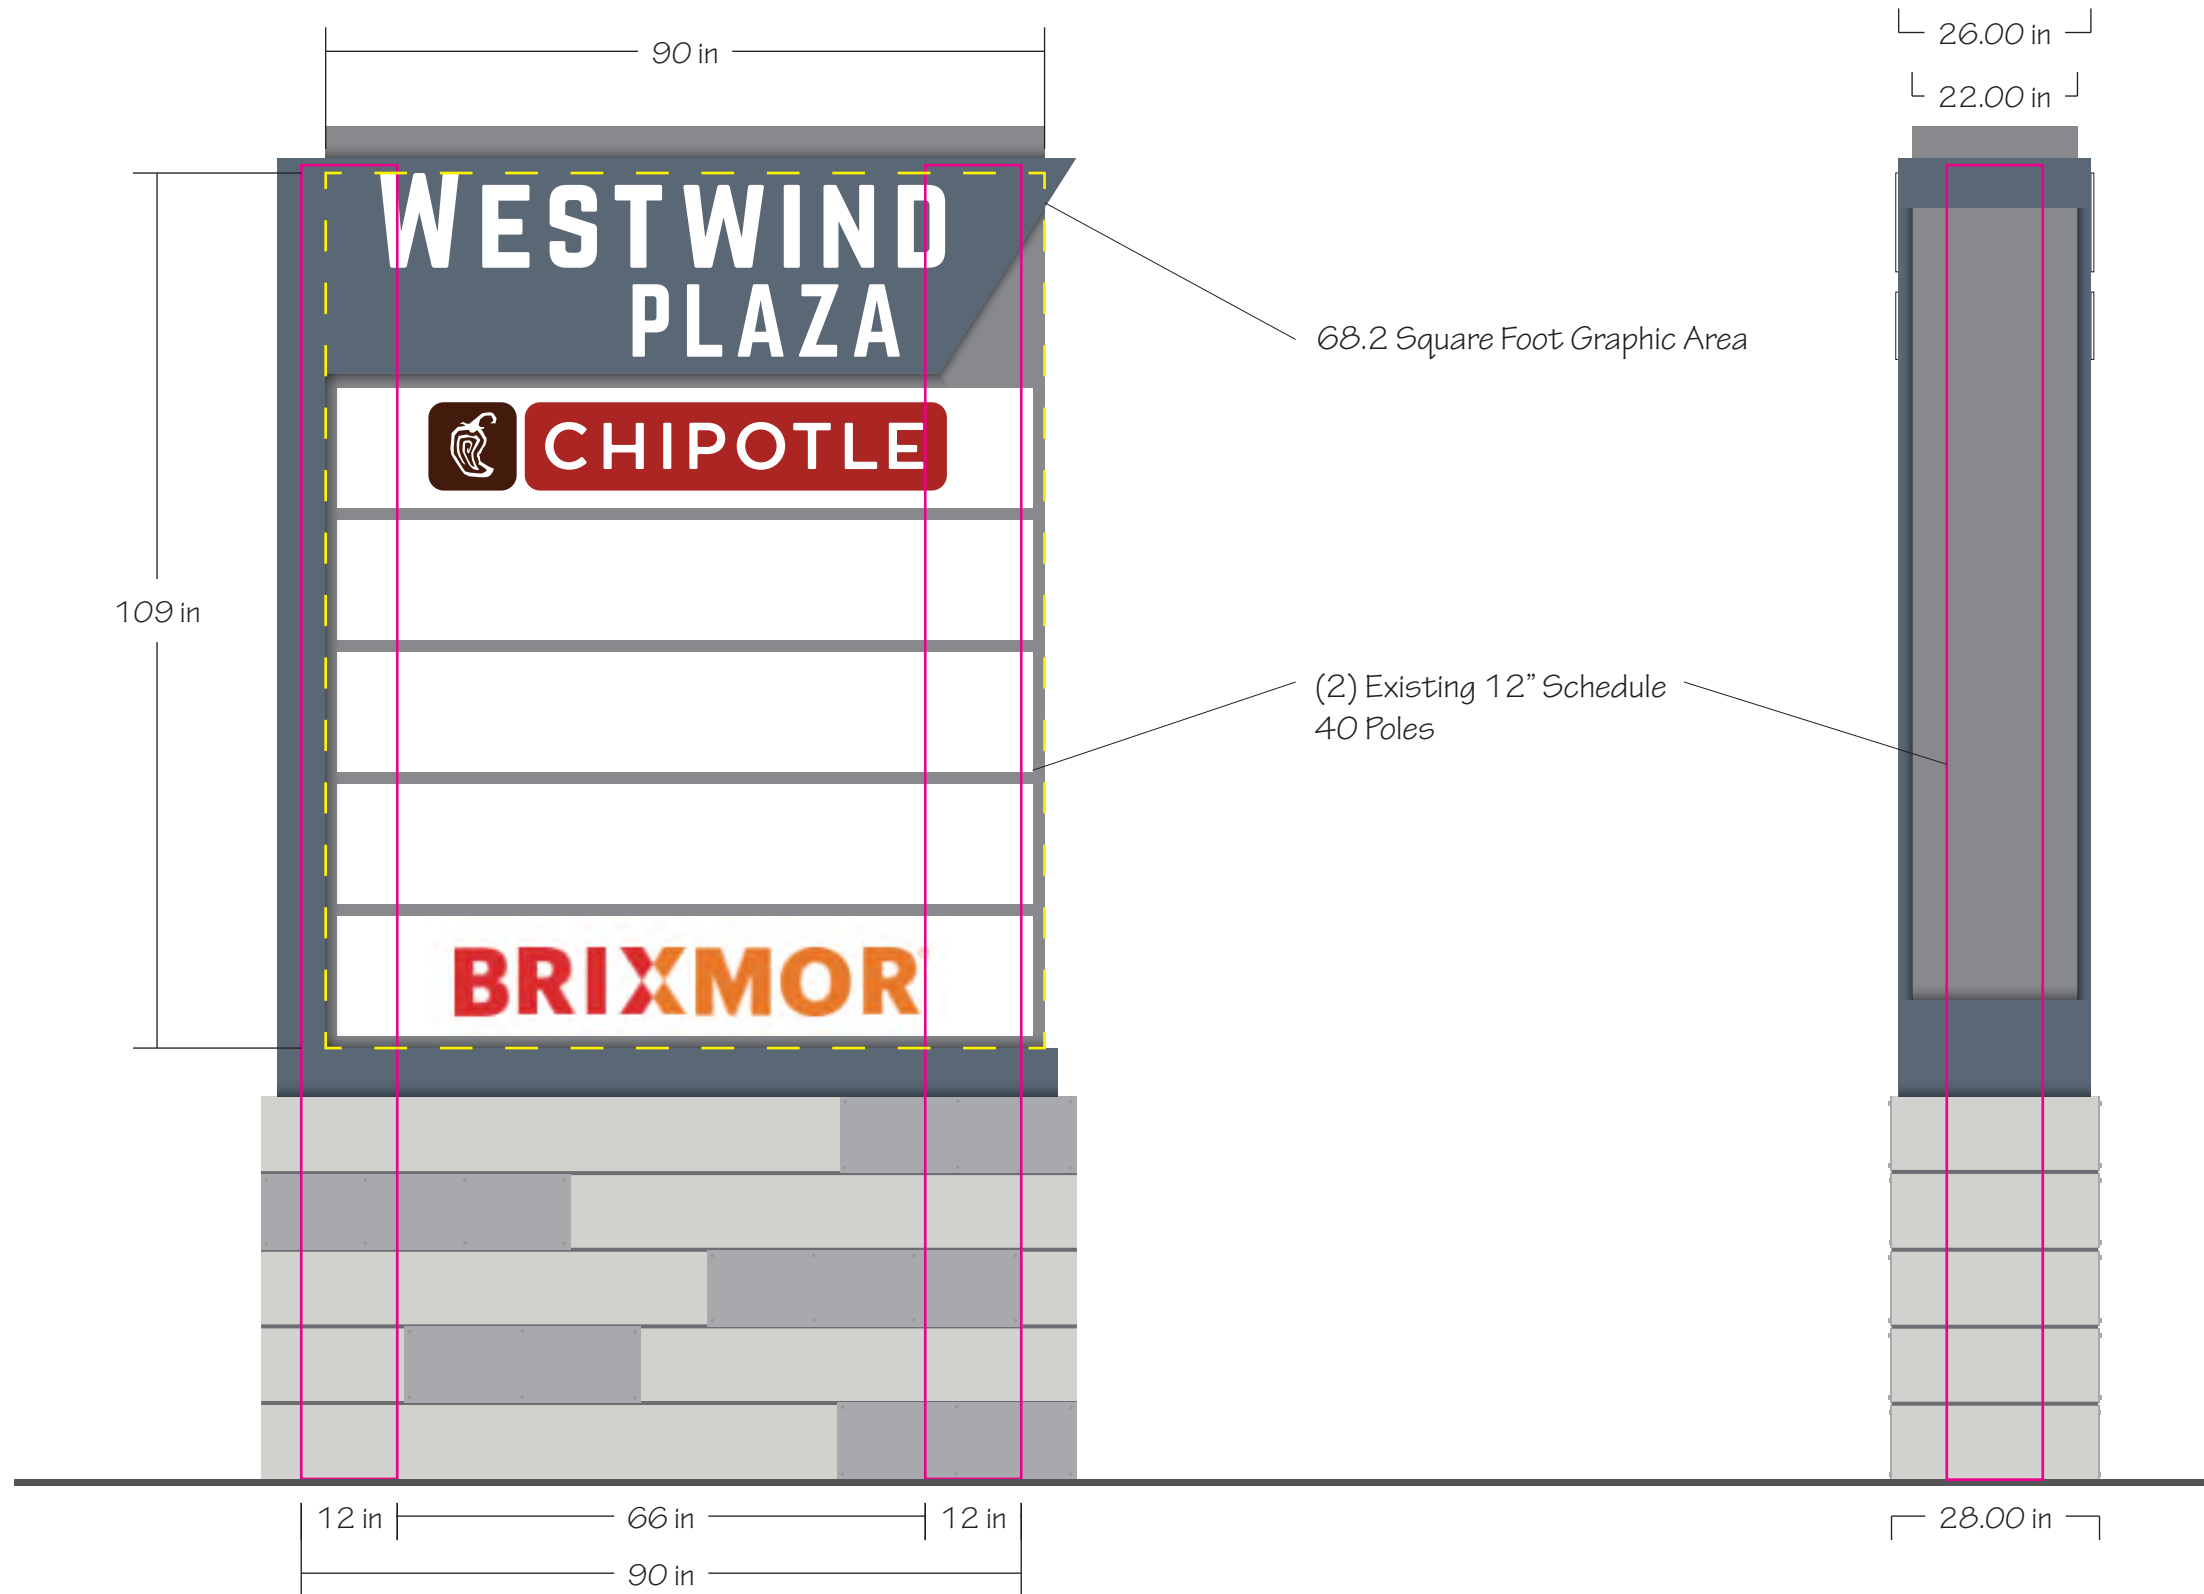 90 in
26.00 in
22.00 in
WESTWIND
PLAZA
68.2 Square Foot Graphic Area
CHIPOTLE
109 in
(2) Existing 12" Schedule
40 Poles
BRIXMOR
12 in
66 in
12 in
28.00 in
90 in